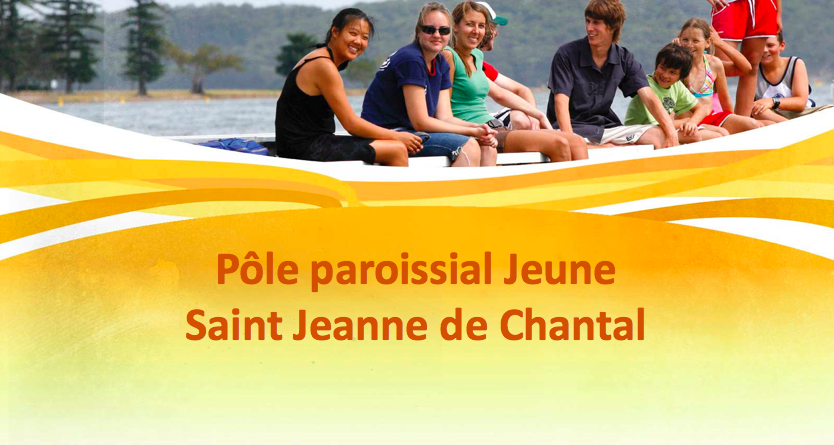 Pôle paroissial Jeune
Saint Jeanne de Chantal